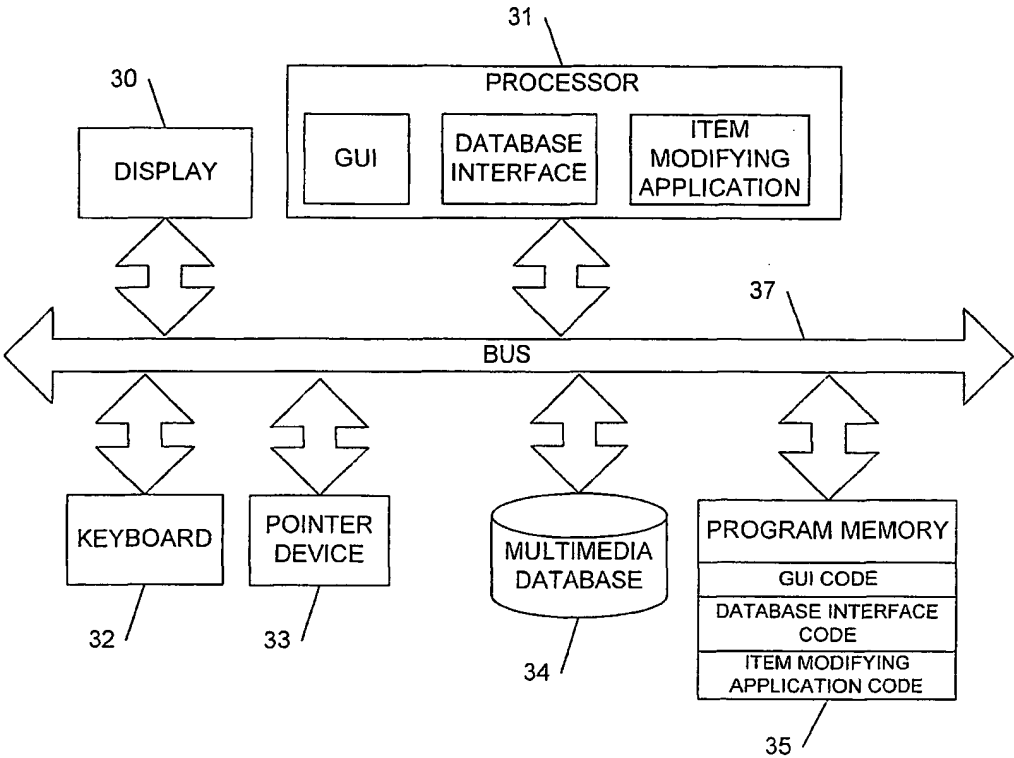 31
30
PROCESSOR
DISPLAY
GUI
DATABASE
INTERFACE
ITEM
MODIFYING
APPLICATION
37
BUS
KEYBOARD
POINTER
DEVICE
MULTIMEDIA
DATABASE
PROGRAM MEMORY
GUI CODE
DATABASE INTERFACE
CODE
ITEM MODIFYING
APPLICATION CODE
32
33
34
35